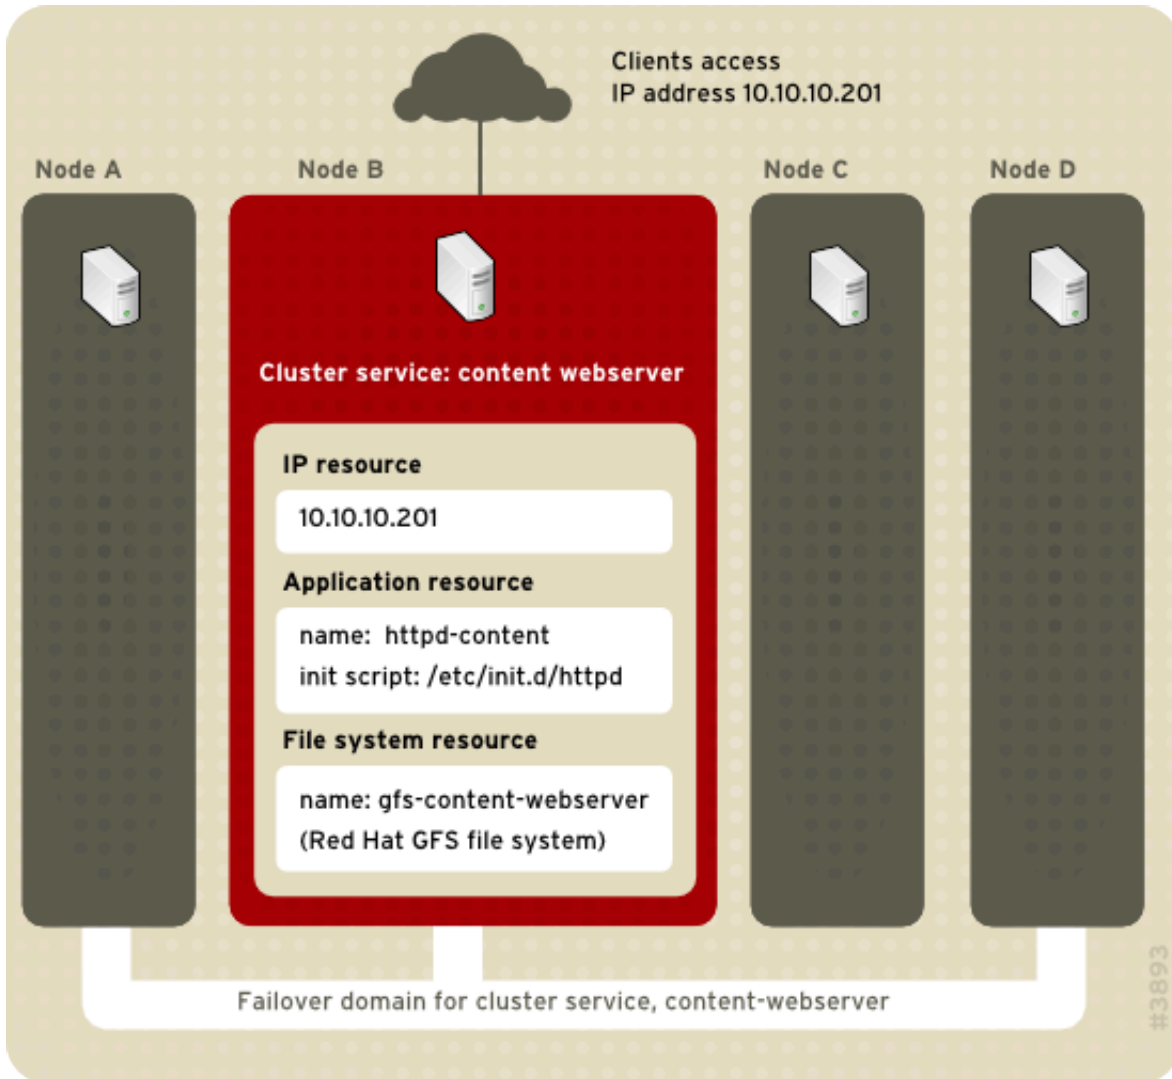 Clients access
IP address 10.10.10.201
Node A
Node B
Node C
Node D
Cluster service: content webserver
IP resource
10.10.10.201
Application resource
name: httpd-content
init script: /etc/init.d/httpd
File system resource
name: gfs-content-webserver
(Red Hat GFS file system)
Failover domain for cluster service, content-webserver
#3893